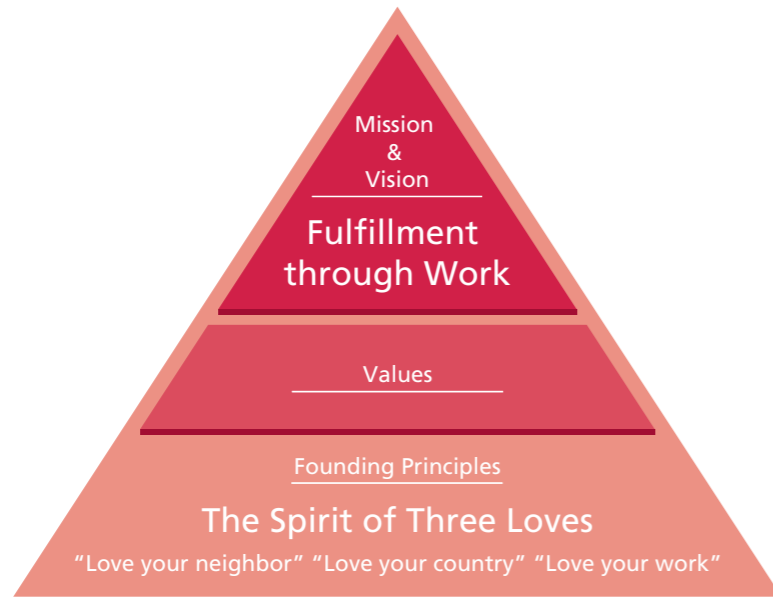 Mission
&
Vision
Fulfillment
through Work
Values
Founding Principles
The Spirit of Three Loves
“Love your neighbor” “Love your country” “Love your work”